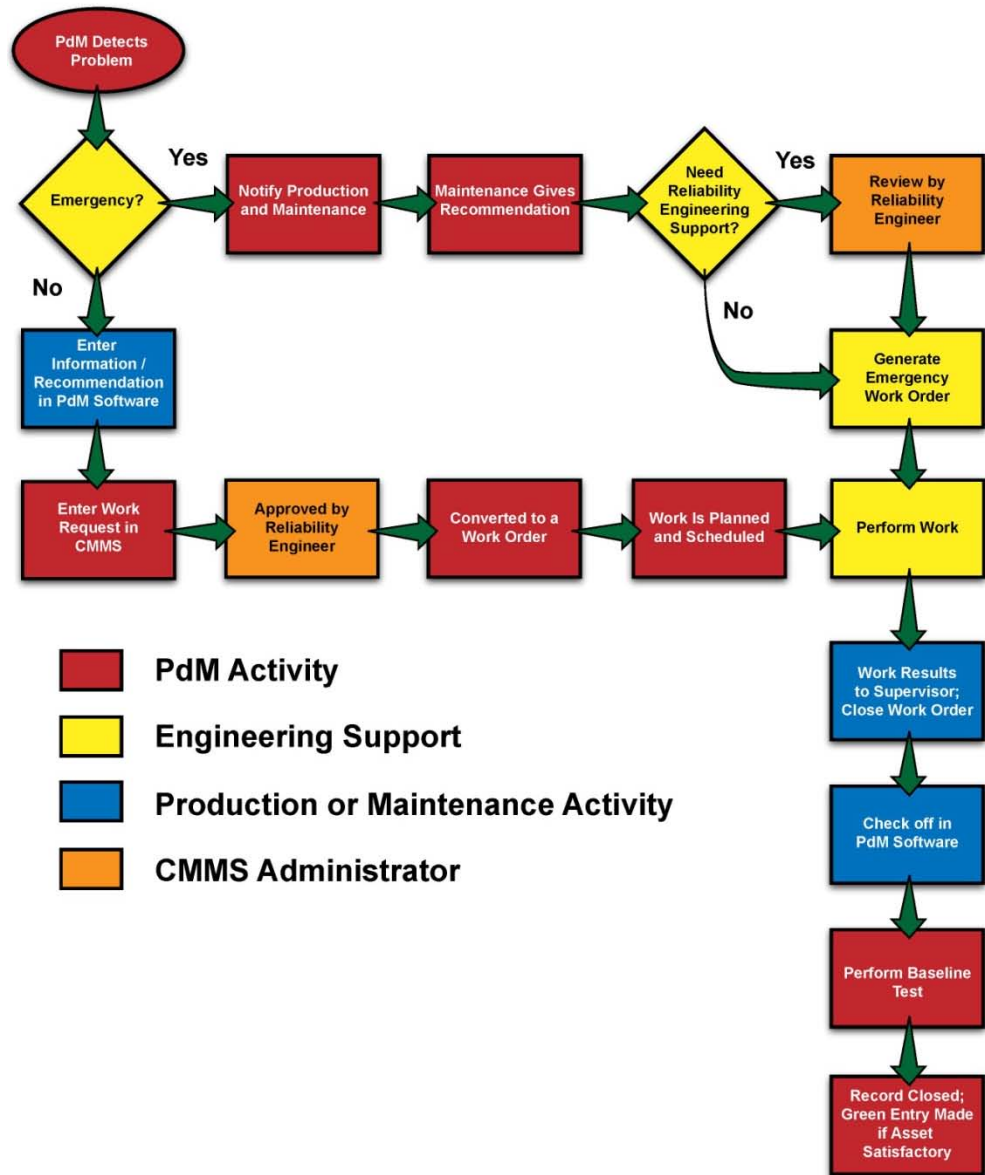 PdM Detects
Problem
Emergency?
Yes
Notify Production
and Maintenance
Maintenance Gives
Recommendation
Need
Reliability
Engineering
Support?
Yes
Review by
Reliability
Engineer
No
No
Enter
Information /
Recommendation
in PdM Software
Generate
Emergency
Work Order
Enter Work
Request in
CMMS
Approved by
Reliability
Engineer
Converted to a
Work Order
Work Is Planned
and Scheduled
Perform Work
PdM Activity
Engineering Support
Production or Maintenance Activity
CMMS Administrator
Work Results
to Supervisor;
Close Work Order
Check off in
PdM Software
Perform Baseline
Test
Record Closed;
Green Entry Made
if Asset
Satisfactory